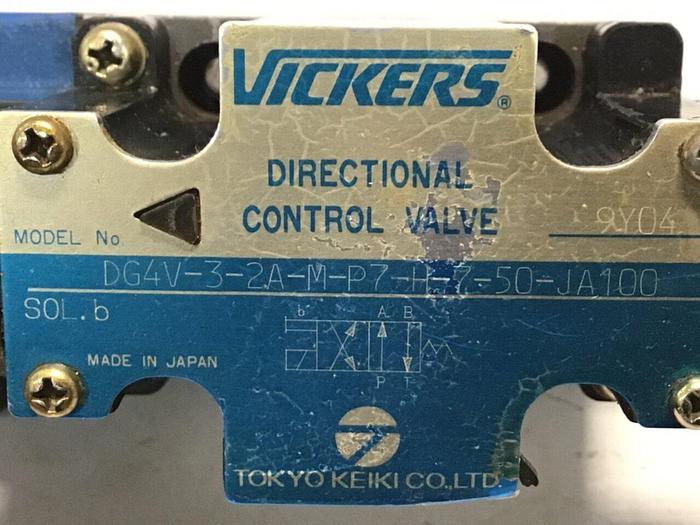 VICKERS®
DIRECTIONAL
CONTROL VALVE
9Y04
MODEL No.
DG4V-3-2A-M-P7-H-7-50-JA100
SOL.b
b
A B
P T
MADE IN JAPAN
TOKYO KEIKI CO.,LTD.